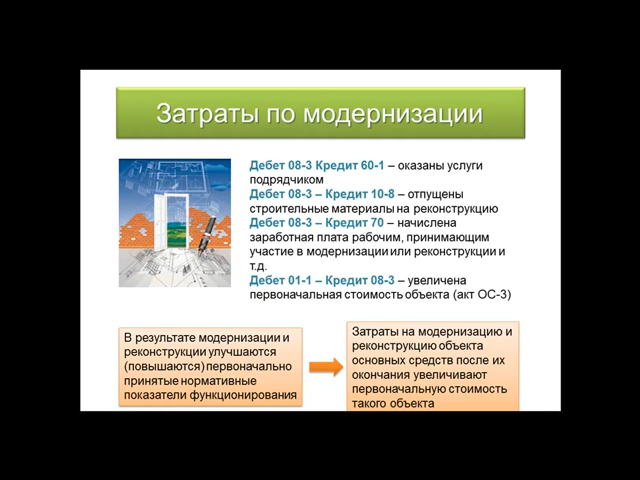 Затраты по модернизации
Дебет 08-3 Кредит 60-1 – оказаны услуги
подрядчиком
Дебет 08-3 – Кредит 10-8 – отпущены
строительные материалы на реконструкцию
Дебет 08-3 – Кредит 70 – начислена
заработная плата рабочим, принимающим
участие в модернизации или реконструкции и
т.д.
Дебет 01-1 – Кредит 08-3 – увеличена
первоначальная стоимость объекта (акт ОС-3)
В результате модернизации и
реконструкции улучшаются
(повышаются) первоначально
принятые нормативные
показатели функционирования
Затраты на модернизацию и
реконструкцию объекта
основных средств после их
окончания увеличивают
первоначальную стоимость
такого объекта